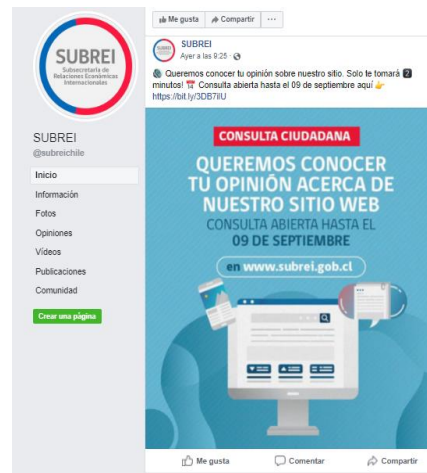 Me gusta Compartir ...
SUBREI
Subsecretaría de
Relaciones Económicas
Internacionales
SUBREI
@subreichile
Inicio
Información
Fotos
Opiniones
Vídeos
Publicaciones
Comunidad
Crear una página
SUBREI
SUBREI
Ayer a las 9:25 ·
Queremos conocer tu opinión sobre nuestro sitio. Solo te tomará 2
minutos! Consulta abierta hasta el 09 de septiembre aquí
https://bit.ly/3DB7iIU
CONSULTA CIUDADANA
QUEREMOS CONOCER
TU OPINIÓN ACERCA DE
NUESTRO SITIO WEB
CONSULTA ABIERTA HASTA EL
09 DE SEPTIEMBRE
en www.subrei.gob.cl
Me gusta Comentar Compartir